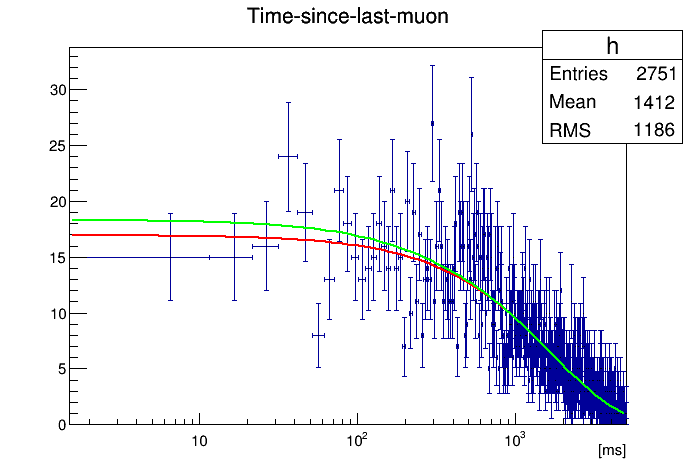 Time-since-last-muon
h
Entries 2751
Mean 1412
RMS 1186
30
25
20
15
10
5
0
10 10² 10³
[ms]